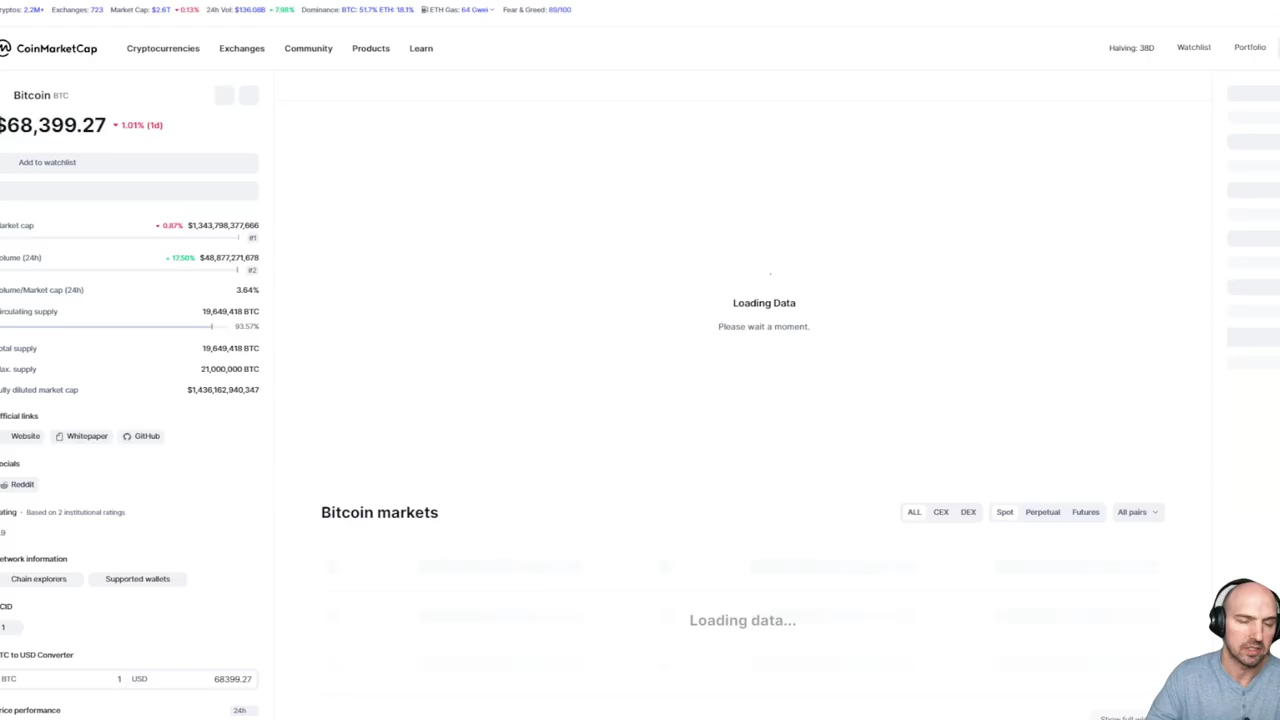 ryptos: 2.2M+ Exchanges: 723 Market Cap: $2.6T 0.13% 24h Vol: $136.08B 7.98% Dominance: BTC: 51.7% ETH: 18.1% ETH Gas: 64 Gwei Fear & Greed: 89/100
CoinMarketCap Cryptocurrencies Exchanges Community Products Learn Halving: 38D Watchlist Portfolio
Bitcoin BTC
$68,399.27 1.01% (1d)
Add to watchlist
arket cap 0.87% $1,343,798,377,666
#1
olume (24h) 17.50% $48,877,271,678
#2
olume/Market cap (24h) 3.64%
irculating supply 19,649,418 BTC
93.57%
otal supply 19,649,418 BTC
ax. supply 21,000,000 BTC
ully diluted market cap $1,436,162,940,347
Loading Data
Please wait a moment.
fficial links
Website Whitepaper GitHub
ocials
Reddit
ating · Based on 2 institutional ratings
.9
etwork information
Chain explorers Supported wallets
CID
1
TC to USD Converter
BTC 1 USD 68399.27
rice performance 24h
Bitcoin markets ALL CEX DEX Spot Perpetual Futures All pairs
Loading data...